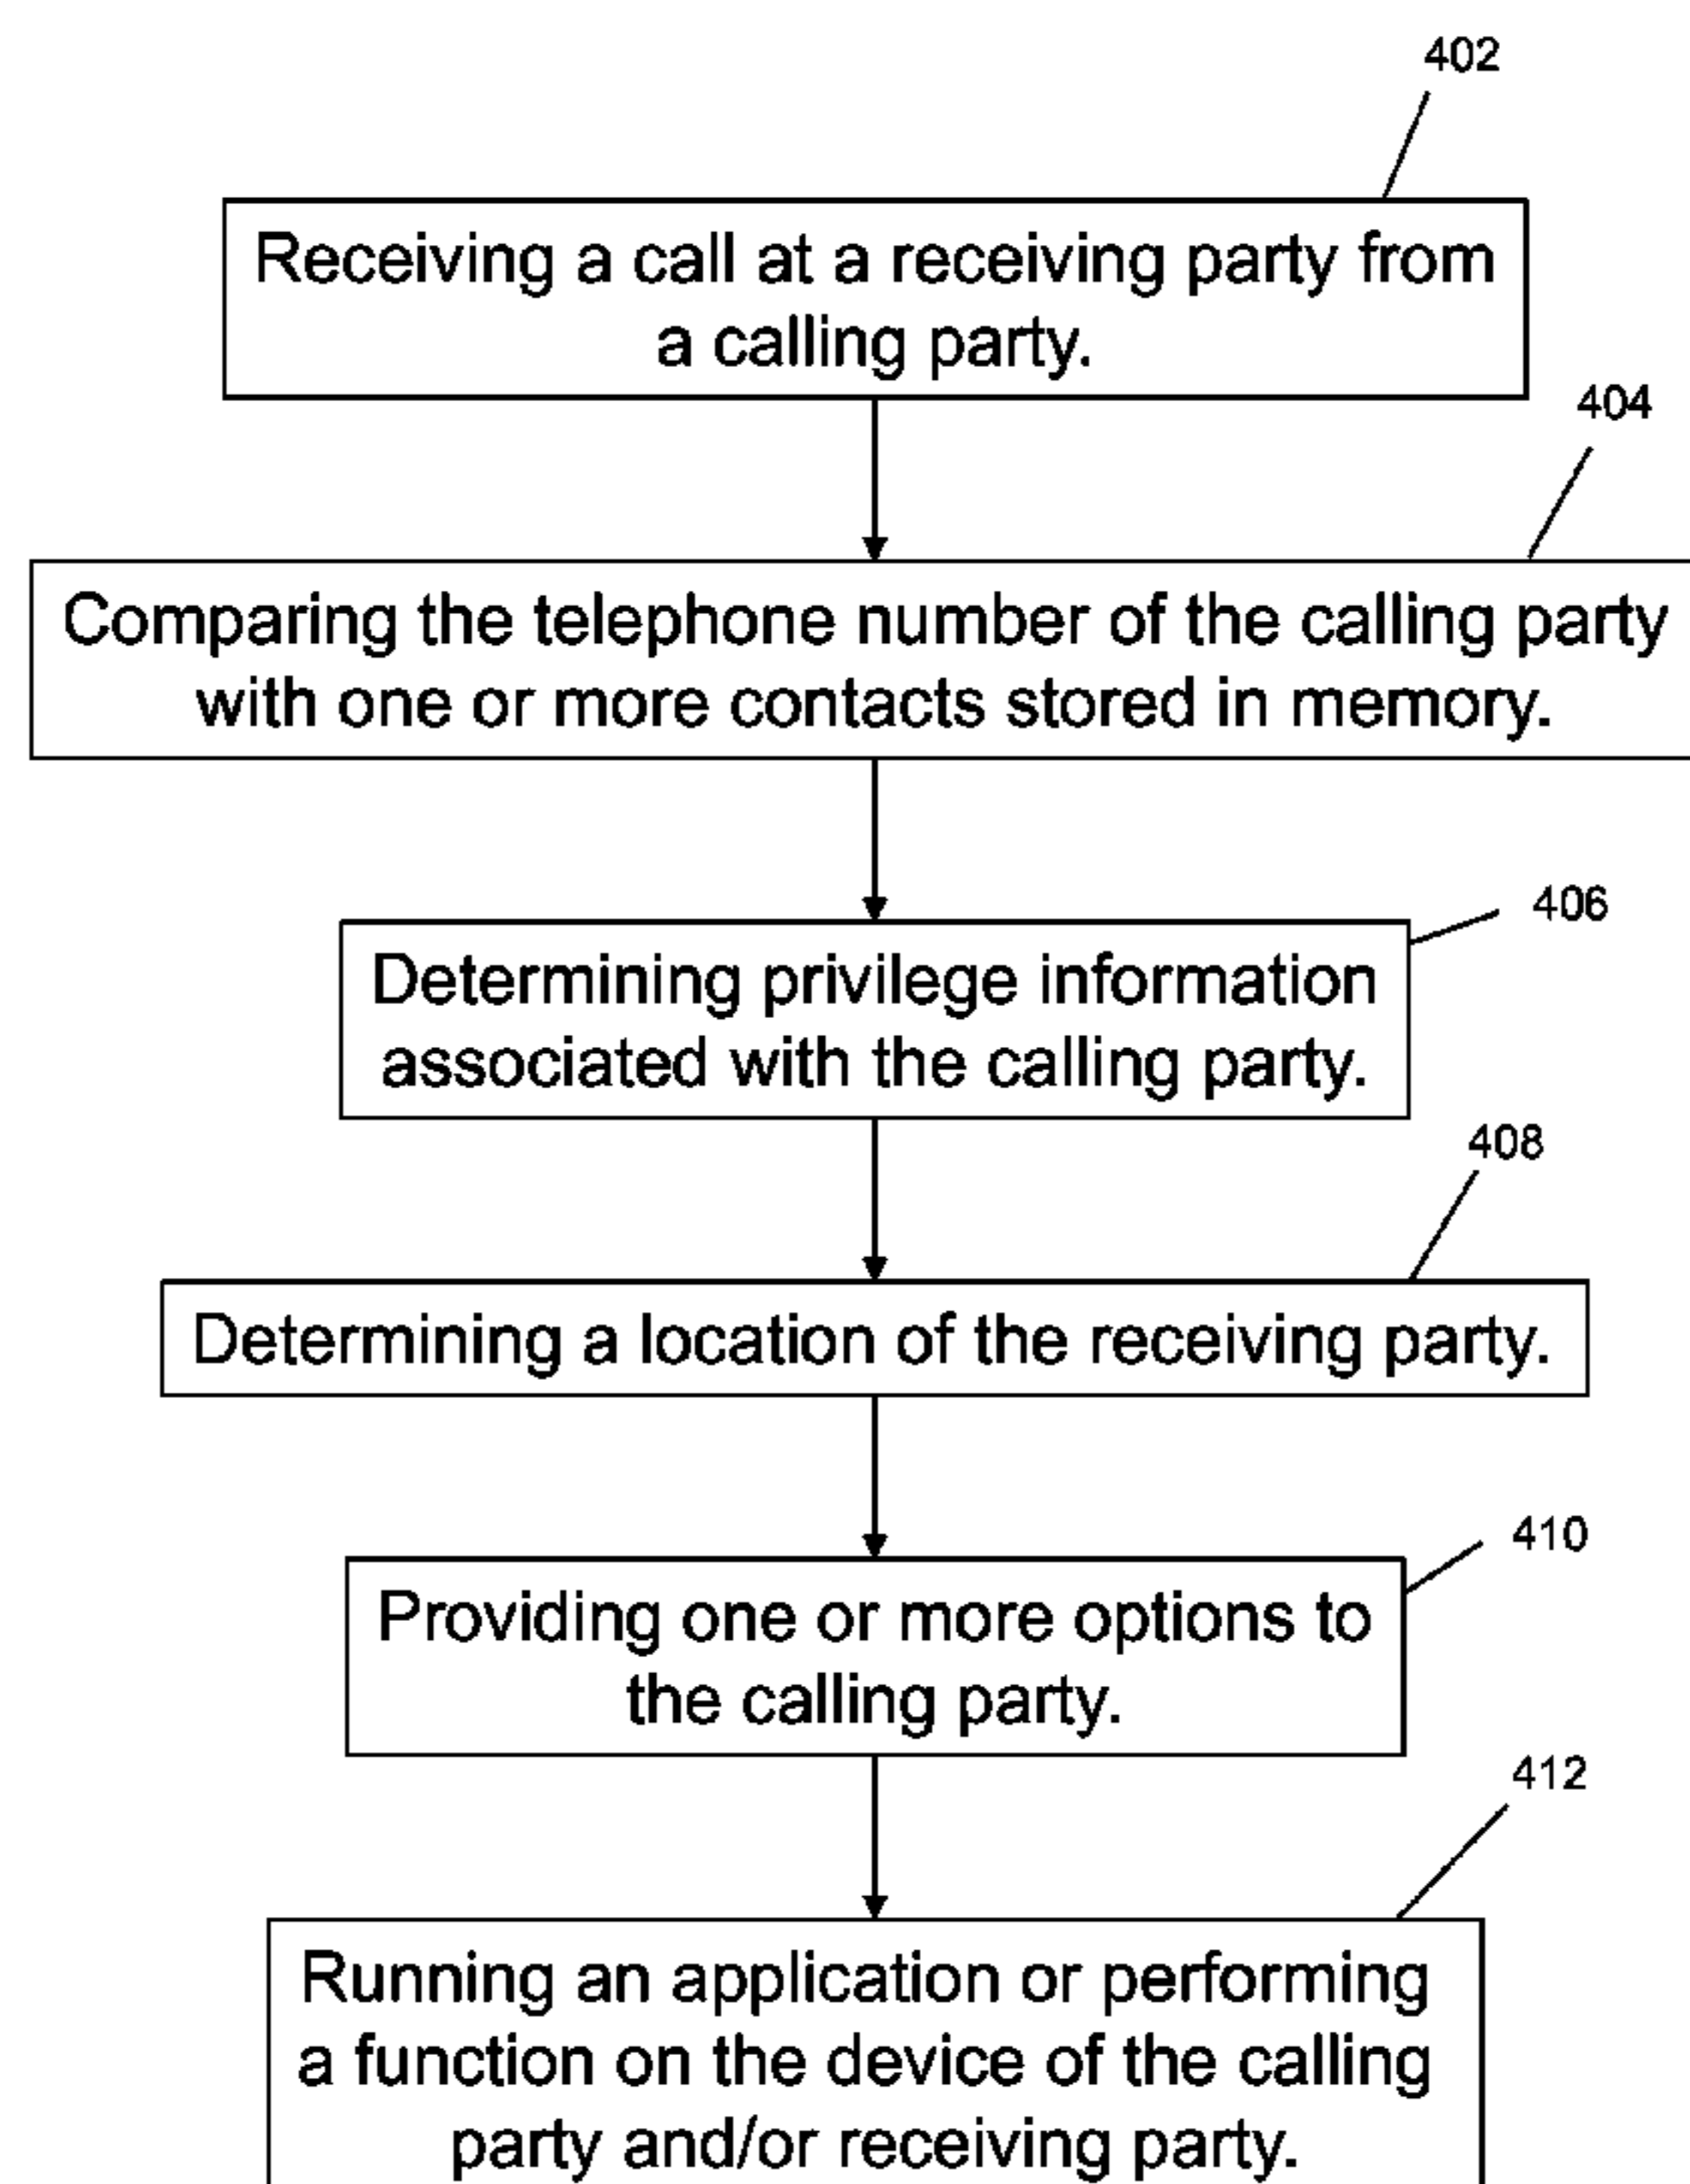 402
Receiving a call at a receiving party from
a calling party.
404
Comparing the telephone number of the calling party
with one or more contacts stored in memory.
406
Determining privilege information
associated with the calling party.
408
Determining a location of the receiving party.
410
Providing one or more options to
the calling party.
412
Running an application or performing
a function on the device of the calling
party and/or receiving party.